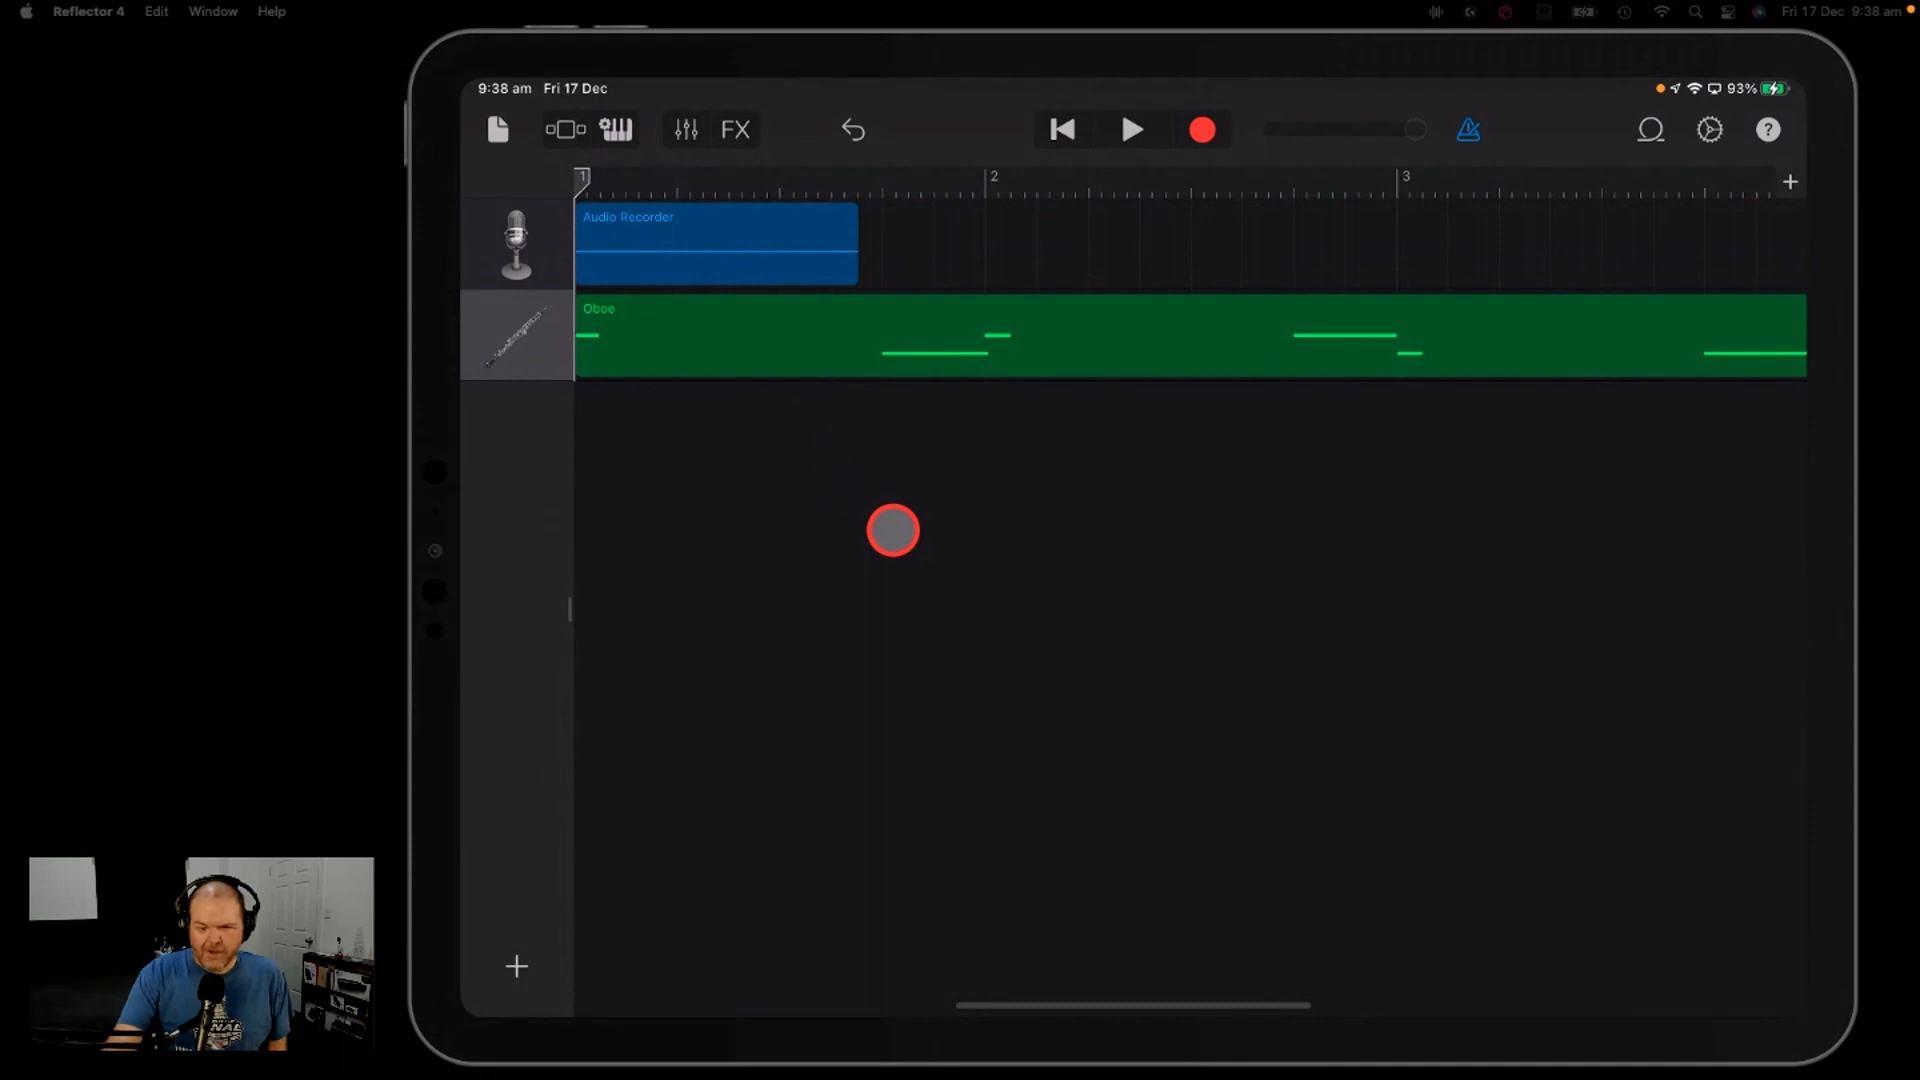 Reflector 4 Edit Window Help
Fri 17 Dec 9:38 am
9:38 am Fri 17 Dec
93%
FX
?
1 2 3
Audio Recorder
Oboe